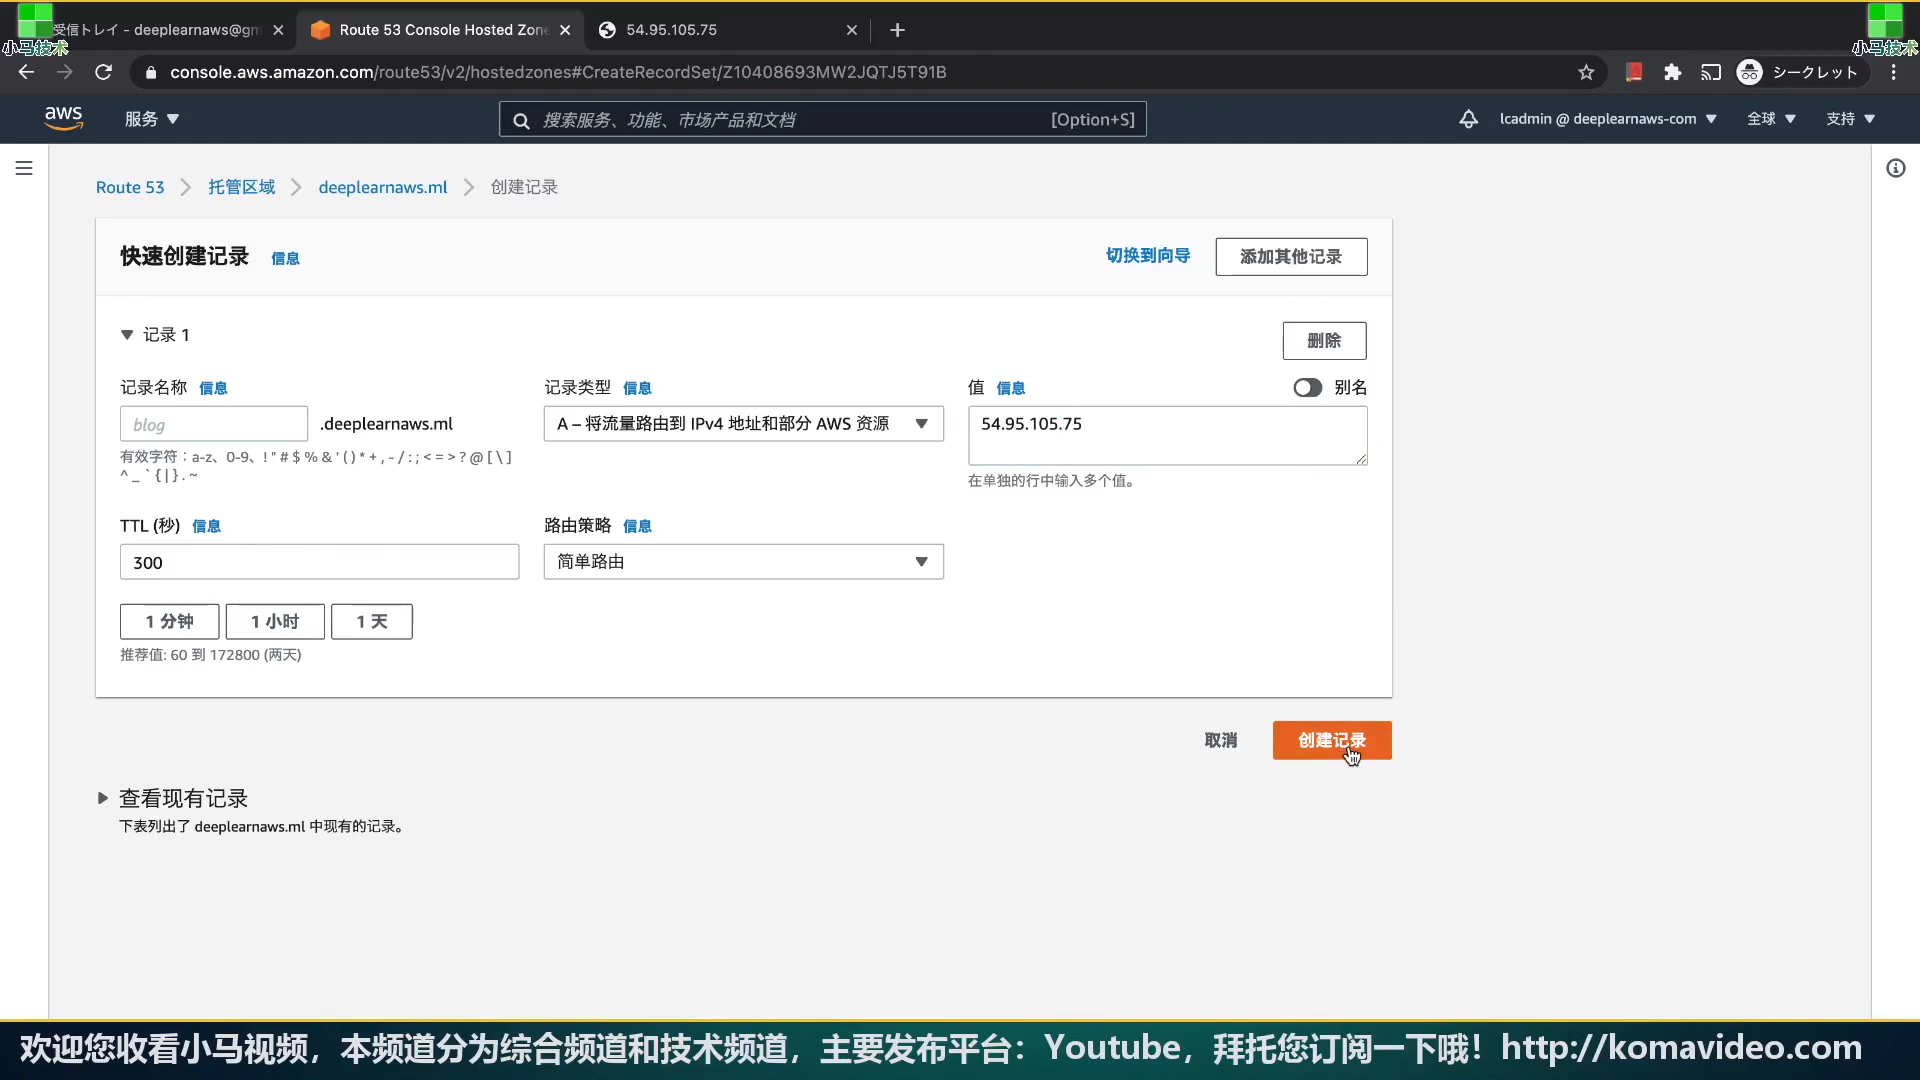 小马技术
受信トレイ - deeplearnaws@gm
Route 53 Console Hosted Zone
54.95.105.75
小马技术
console.aws.amazon.com/route53/v2/hostedzones#CreateRecordSet/Z10408693MW2JQTJ5T91B
シークレット
aws
服务
搜索服务、功能、市场产品和文档
[Option+S]
lcadmin @ deeplearnaws-com
全球
支持
Route 53
托管区域
deeplearnaws.ml
创建记录
快速创建记录 信息
切换到向导
添加其他记录
记录 1
删除
记录名称 信息
记录类型 信息
值 信息
别名
blog
.deeplearnaws.ml
A – 将流量路由到 IPv4 地址和部分 AWS 资源
54.95.105.75
有效字符：a-z、0-9、! " # $ % & ' ( ) * + , - / : ; < = > ? @ [ \ ]
^ _ ` { | } . ~
在单独的行中输入多个值。
TTL (秒) 信息
路由策略 信息
300
简单路由
1 分钟
1 小时
1 天
推荐值: 60 到 172800 (两天)
取消
创建记录
查看现有记录
下表列出了 deeplearnaws.ml 中现有的记录。
欢迎您收看小马视频，本频道分为综合频道和技术频道，主要发布平台：Youtube，拜托您订阅一下哦！http://komavideo.com